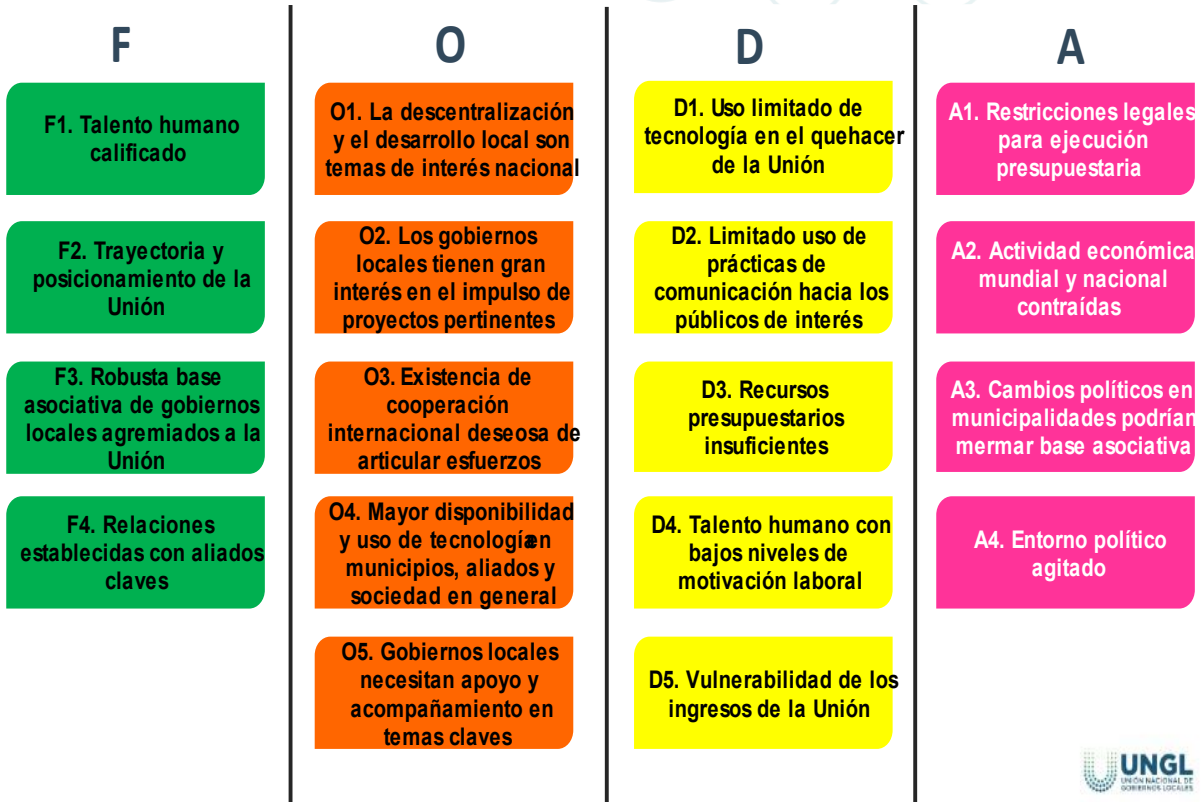 F
F1. Talento humano
calificado
F2. Trayectoria y
posicionamiento de la
Unión
F3. Robusta base
asociativa de gobiernos
locales agremiados a la
Unión
F4. Relaciones
establecidas con aliados
claves
O
O1. La descentralización
y el desarrollo local son
temas de interés nacional
O2. Los gobiernos
locales tienen gran
interés en el impulso de
proyectos pertinentes
O3. Existencia de
cooperación
internacional deseosa de
articular esfuerzos
O4. Mayor disponibilidad
y uso de tecnología en
municipios, aliados y
sociedad en general
O5. Gobiernos locales
necesitan apoyo y
acompañamiento en
temas claves
D
D1. Uso limitado de
tecnología en el quehacer
de la Unión
D2. Limitado uso de
prácticas de
comunicación hacia los
públicos de interés
D3. Recursos
presupuestarios
insuficientes
D4. Talento humano con
bajos niveles de
motivación laboral
D5. Vulnerabilidad de los
ingresos de la Unión
A
A1. Restricciones legales
para ejecución
presupuestaria
A2. Actividad económica
mundial y nacional
contraídas
A3. Cambios políticos en
municipalidades podrían
mermar base asociativa
A4. Entorno político
agitado
UNGL
UNIÓN NACIONAL DE
GOBIERNOS LOCALES